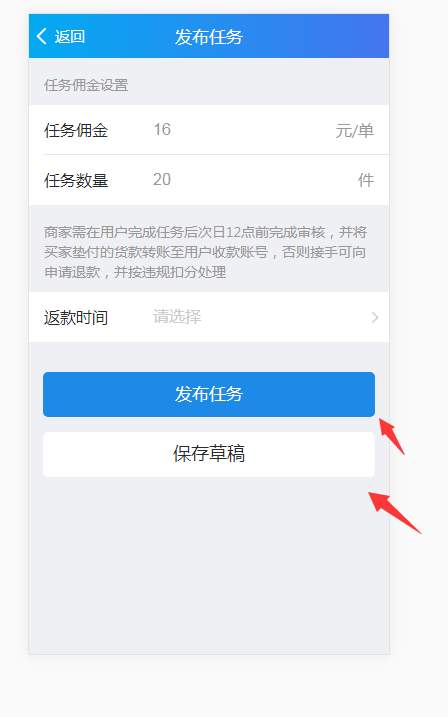 返回 发布任务
任务佣金设置
任务佣金 16 元/单
任务数量 20 件
商家需在用户完成任务后次日12点前完成审核，并将
买家垫付的货款转账至用户收款账号，否则接手可向
申请退款，并按违规扣分处理
返款时间 请选择
发布任务
保存草稿